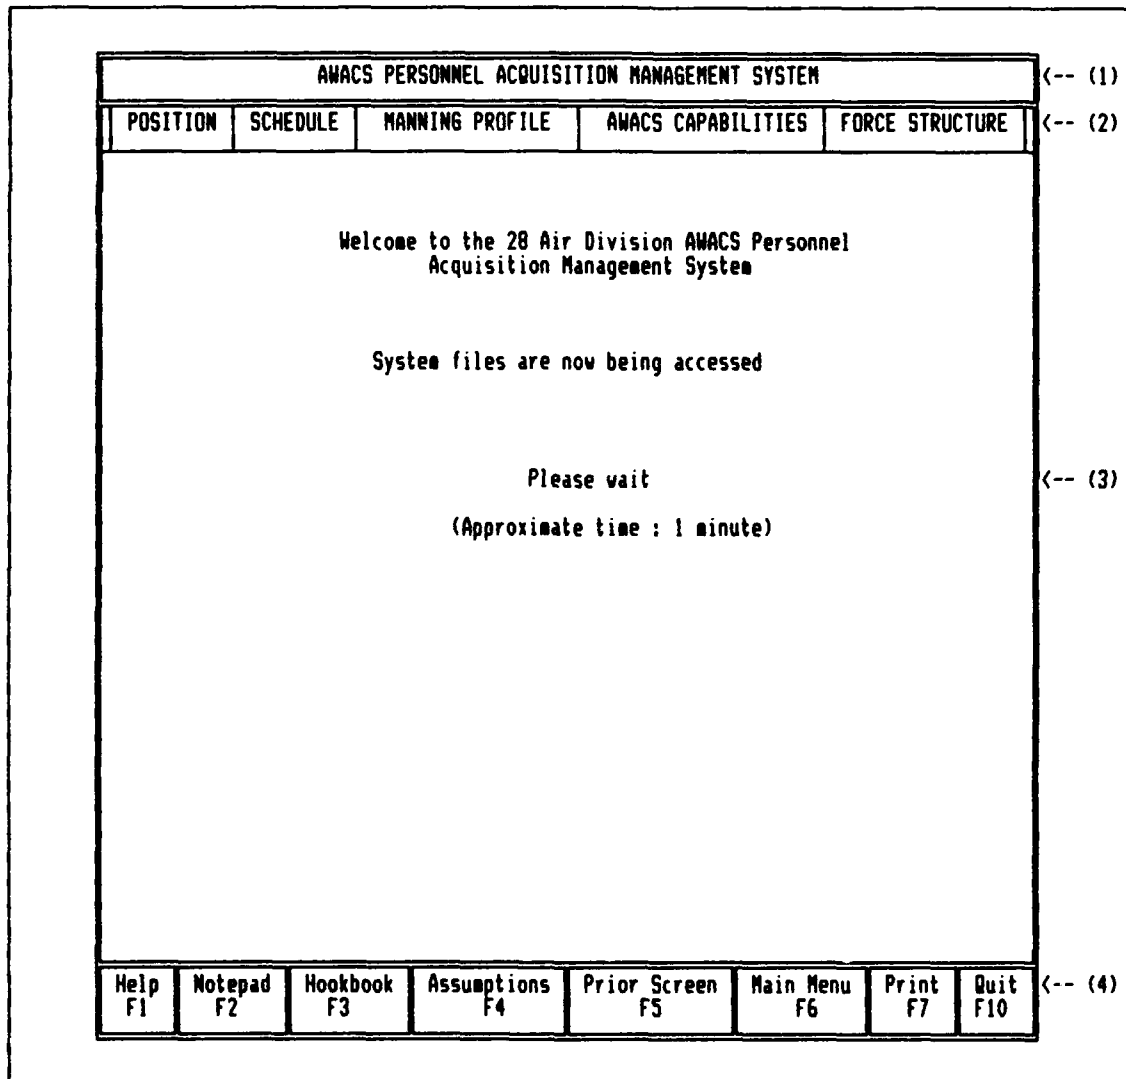 AWACS PERSONNEL ACQUISITION MANAGEMENT SYSTEM <-- (1)
POSITION SCHEDULE MANNING PROFILE AWACS CAPABILITIES FORCE STRUCTURE <-- (2)
Welcome to the 28 Air Division AWACS Personnel
Acquisition Management System
System files are now being accessed
Please wait <-- (3)
(Approximate time : 1 minute)
Help Notepad Hookbook Assumptions Prior Screen Main Menu Print Quit <-- (4)
F1 F2 F3 F4 F5 F6 F7 F10